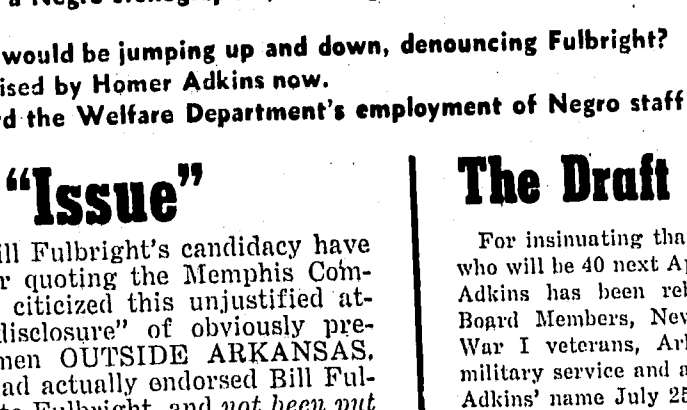 would be jumping up and down, denouncing Fulbright?
ised by Homer Adkins now.
d the Welfare Department's employment of Negro staff
"Issue"
ill Fulbright's candidacy have
r quoting the Memphis Com-
citicized this unjustified at-
disclosure" of obviously pre-
men OUTSIDE ARKANSAS.
ad actually endorsed Bill Ful-
Fulbright, and not been put
The Draft
For insinuating tha
who will be 40 next Ap
Adkins has been rel
Board Members, New
War I veterans, Ark
military service and a
Adkins' name July 25